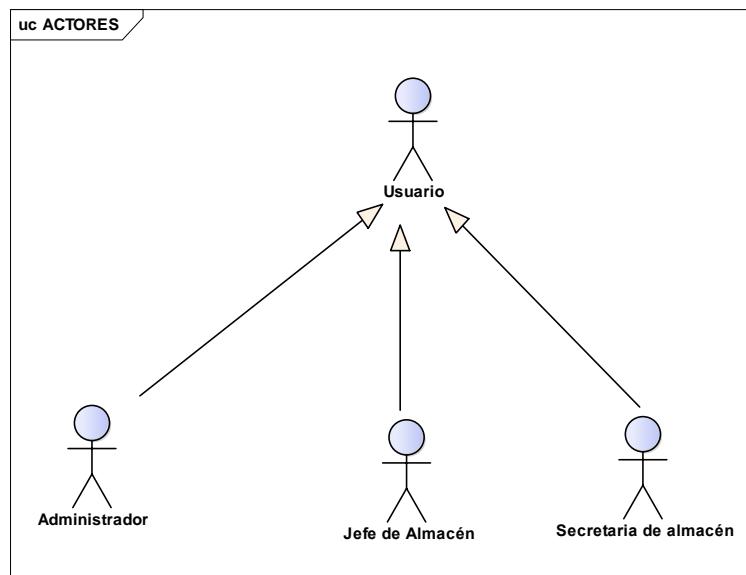 uc ACTORES
Usuario
Administrador
Jefe de Almacén
Secretaria de almacén